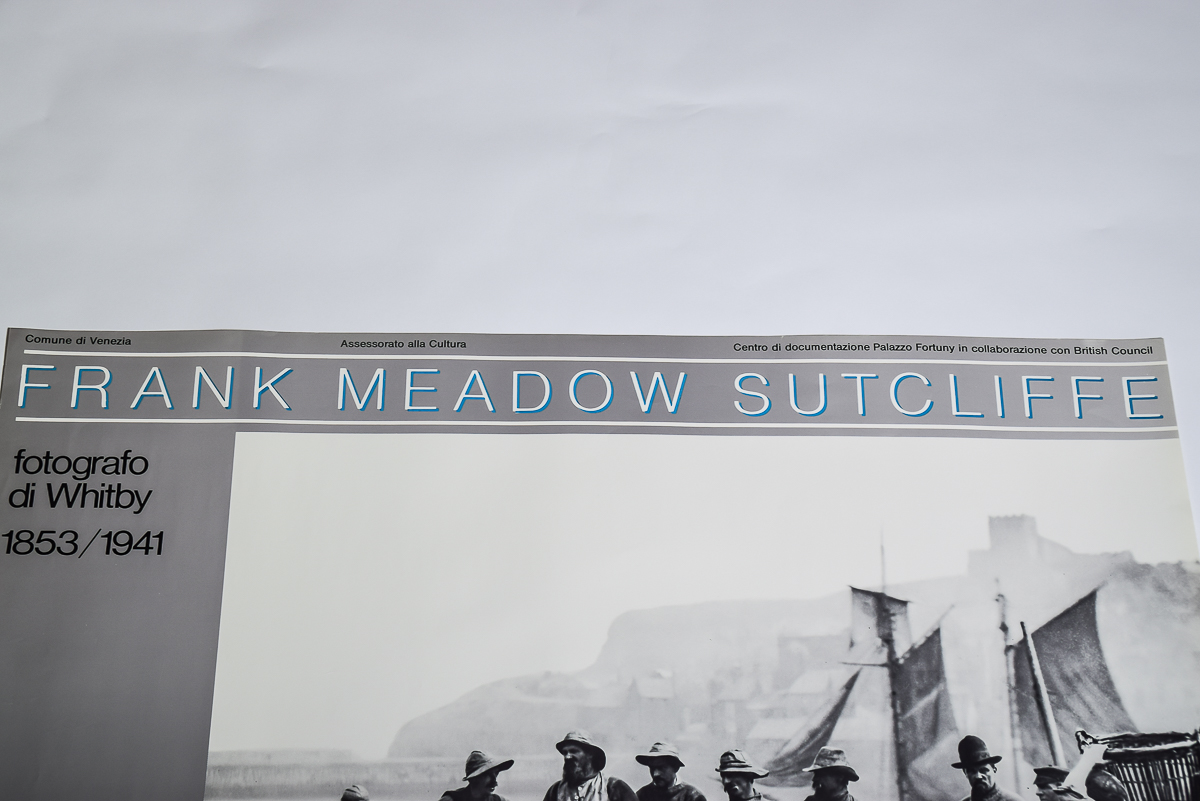 Comune di Venezia
Assessorato alla Cultura
Centro di documentazione Palazzo Fortuny in collaborazione con British Council
FRANK MEADOW SUTCLIFFE
fotografo
di Whitby
1853/1941